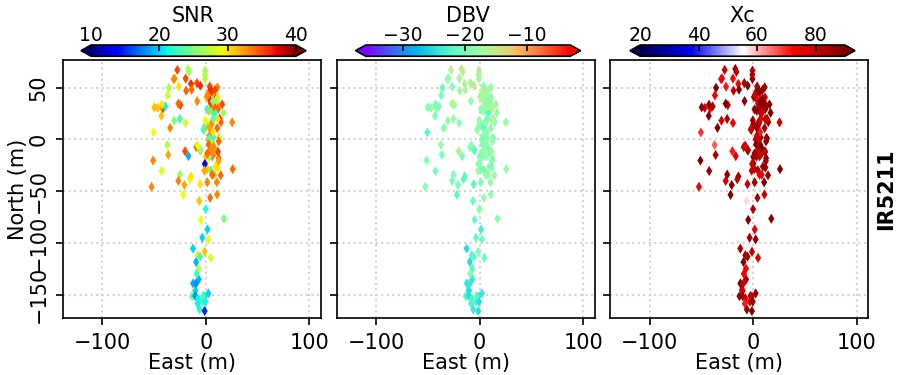 SNR DBV Xc
10 20 30 40 −30 −20 −10 20 40 60 80
50
0
−50
−100
−150
North (m)
IR5211
−100 0 100 −100 0 100 −100 0 100
East (m) East (m) East (m)